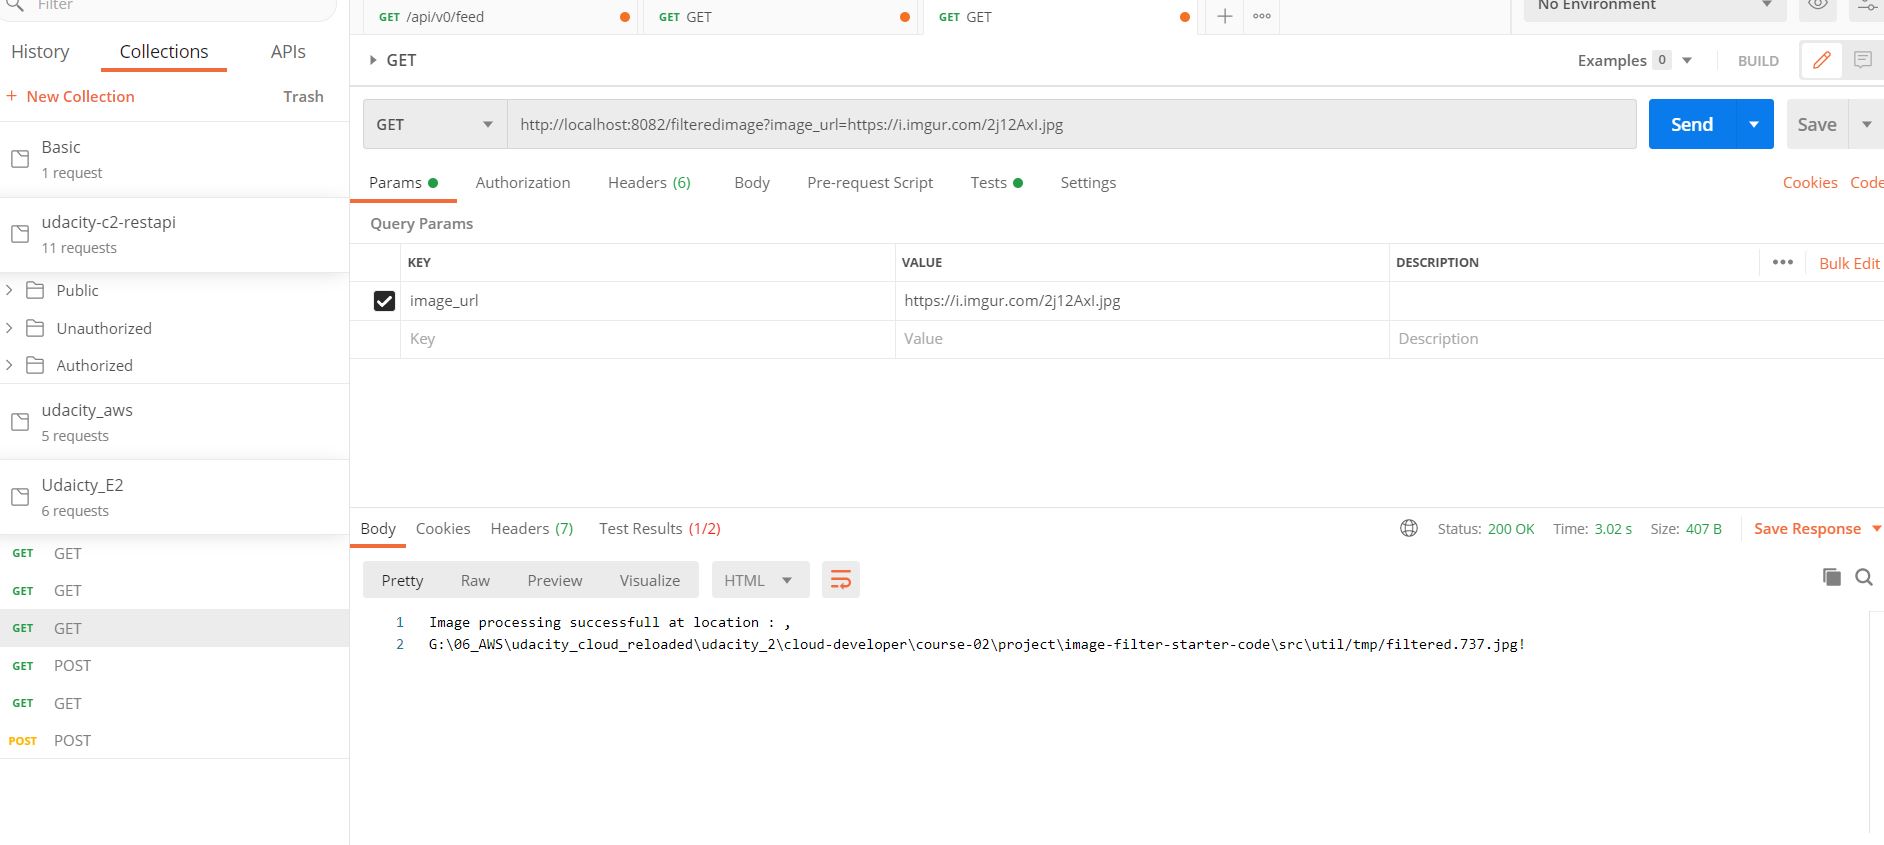 Filter
GET /api/v0/feed
GET GET
GET GET
No Environment
History Collections APIs
+ New Collection Trash
GET
Examples 0 BUILD
GET http://localhost:8082/filteredimage?image_url=https://i.imgur.com/2j12AxI.jpg Send Save
Basic
1 request
Params Authorization Headers (6) Body Pre-request Script Tests Settings Cookies Code
udacity-c2-restapi
11 requests
Query Params
KEY VALUE DESCRIPTION Bulk Edit
image_url https://i.imgur.com/2j12AxI.jpg
Key Value Description
Public
Unauthorized
Authorized
udacity_aws
5 requests
Udaicty_E2
6 requests
GET GET
GET GET
GET GET
GET POST
GET GET
POST POST
Body Cookies Headers (7) Test Results (1/2) Status: 200 OK Time: 3.02 s Size: 407 B Save Response
Pretty Raw Preview Visualize HTML
1 Image processing successfull at location : ,
2 G:\06_AWS\udacity_cloud_reloaded\udacity_2\cloud-developer\course-02\project\image-filter-starter-code\src\util/tmp/filtered.737.jpg!